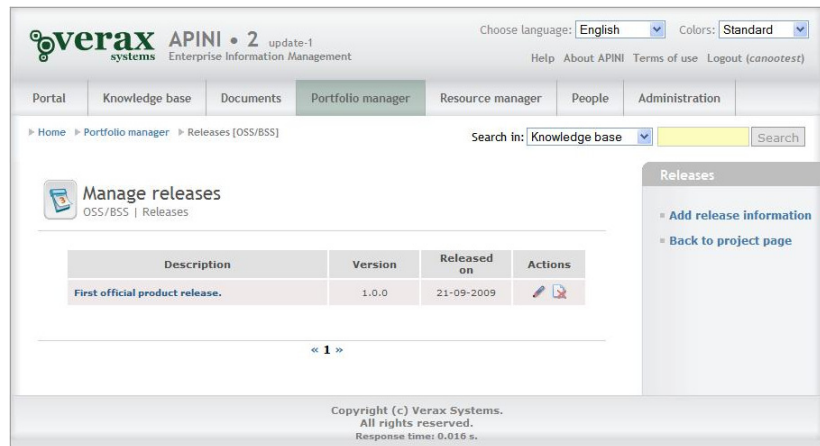 Choose language: English Colors: Standard
verax systems APINI • 2 update-1
Enterprise Information Management
Help About APINI Terms of use Logout (canootest)
Portal Knowledge base Documents Portfolio manager Resource manager People Administration
Home Portfolio manager Releases [OSS/BSS]
Search in: Knowledge base Search
Releases
Manage releases
OSS/BSS | Releases
Add release information
Back to project page
Description Version Released on Actions
First official product release. 1.0.0 21-09-2009
« 1 »
Copyright (c) Verax Systems.
All rights reserved.
Response time: 0.016 s.